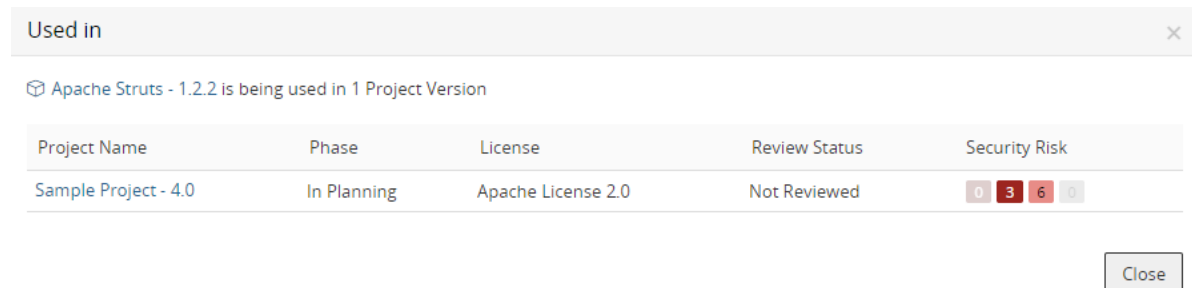 Used in
×
Apache Struts - 1.2.2 is being used in 1 Project Version
Project Name Phase License Review Status Security Risk
Sample Project - 4.0 In Planning Apache License 2.0 Not Reviewed 0 3 6 0
Close